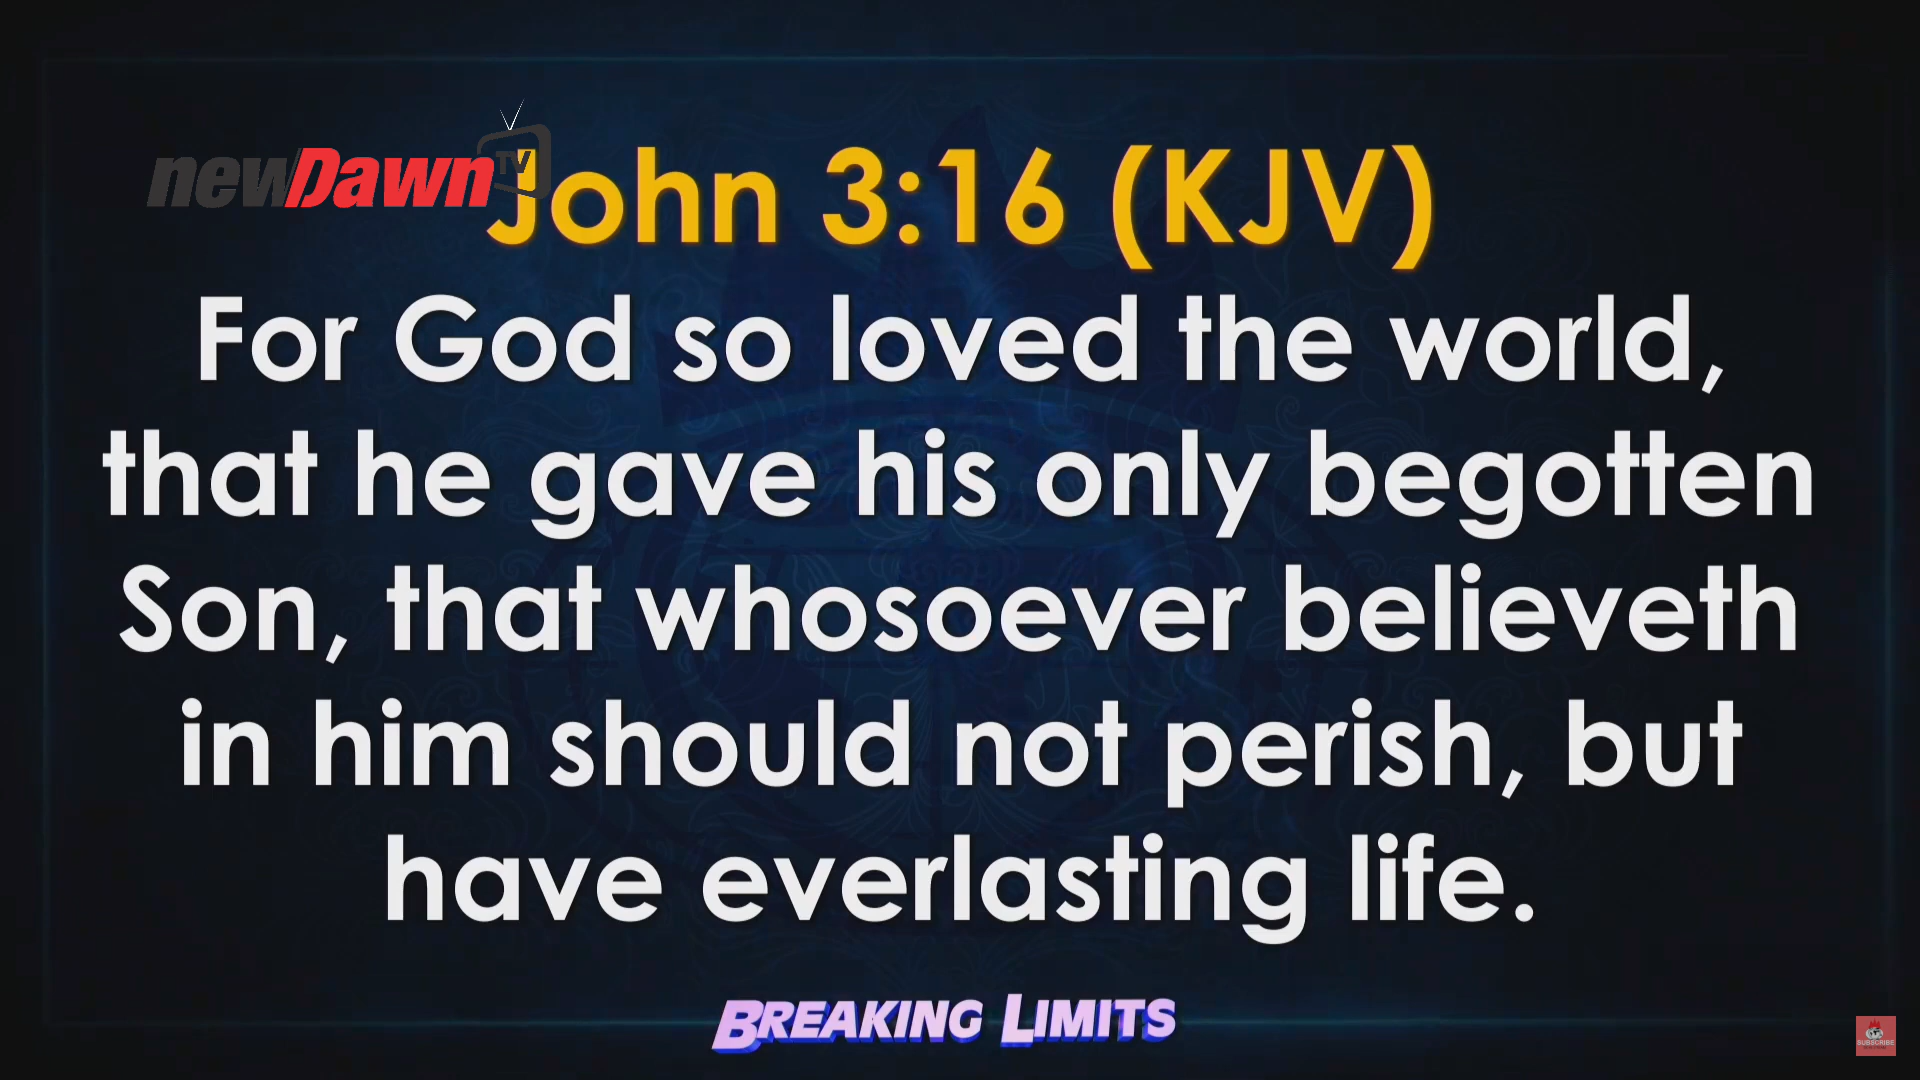 newDawn TV
John 3:16 (KJV)
For God so loved the world,
that he gave his only begotten
Son, that whosoever believeth
in him should not perish, but
have everlasting life.
BREAKING LIMITS
SUBSCRIBE